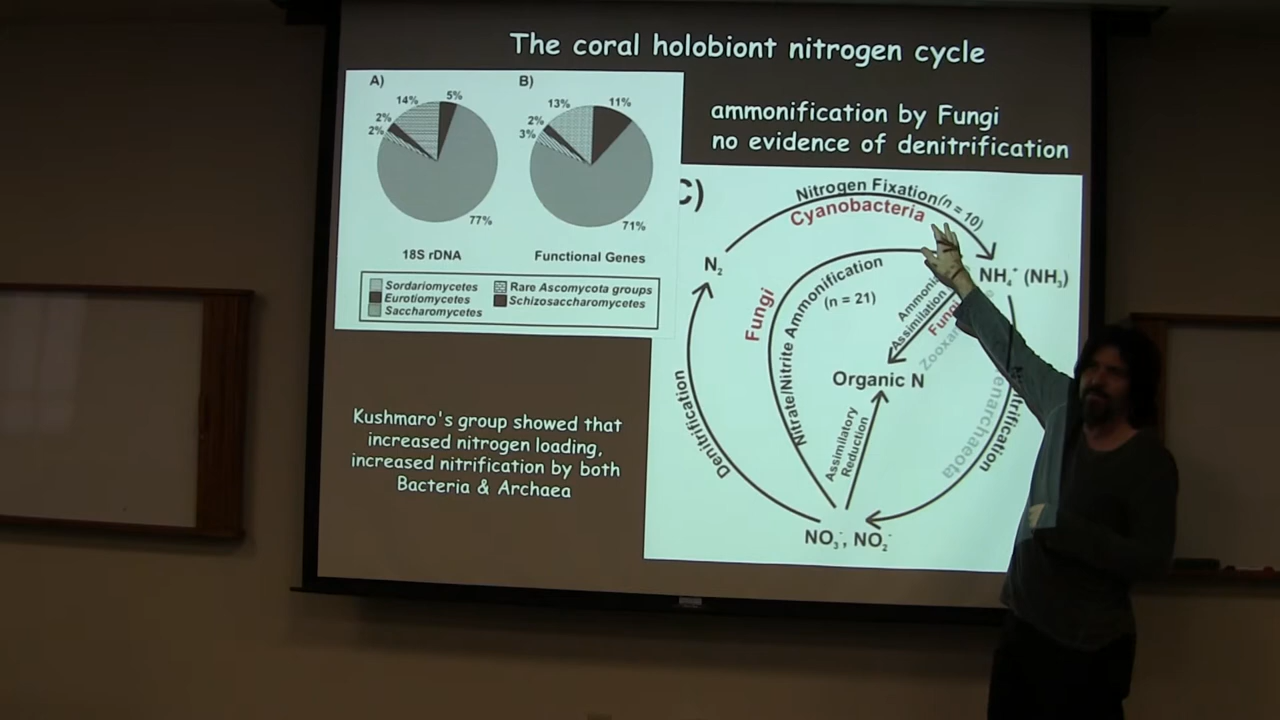 The coral holobiont nitrogen cycle
A)
14%
5%
2%
2%
77%
18S rDNA
B)
13%
11%
2%
3%
71%
Functional Genes
Sordariomycetes
Eurotiomycetes
Saccharomycetes
Rare Ascomycota groups
Schizosaccharomycetes
ammonification by Fungi
no evidence of denitrification
C)
Nitrogen Fixation(n = 10)
Cyanobacteria
N2
NH4+ (NH3)
Fungi
Nitrate/Nitrite Ammonification
(n = 21)
Assimilation
Organic N
Denitrification
Assimilatory
Reduction
NO3-, NO2-
Kushmaro's group showed that
increased nitrogen loading,
increased nitrification by both
Bacteria & Archaea